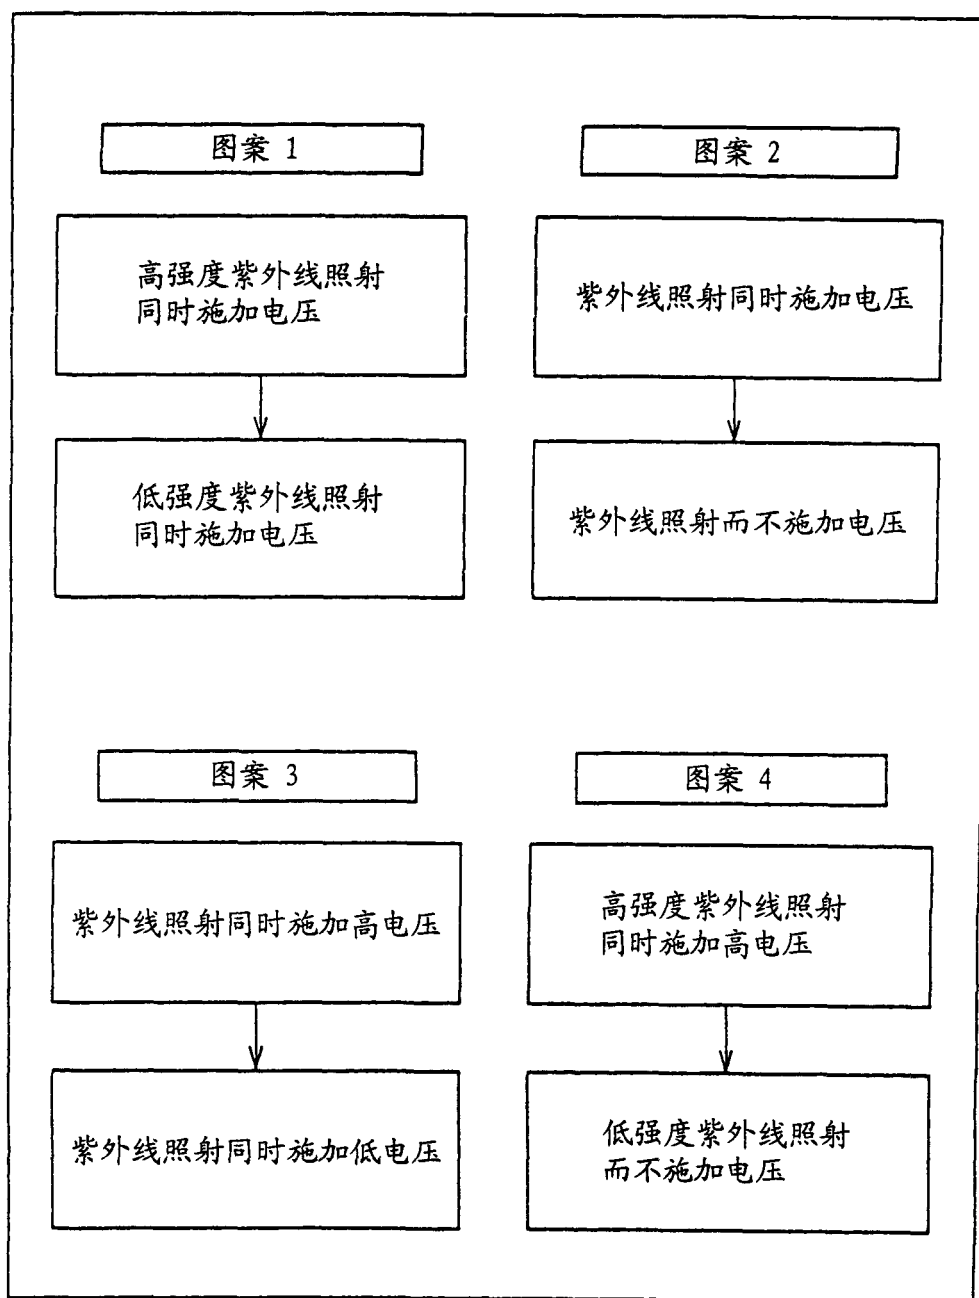 图案 1
高强度紫外线照射
同时施加电压
低强度紫外线照射
同时施加电压
图案 2
紫外线照射同时施加电压
紫外线照射而不施加电压
图案 3
紫外线照射同时施加高电压
紫外线照射同时施加低电压
图案 4
高强度紫外线照射
同时施加高电压
低强度紫外线照射
而不施加电压